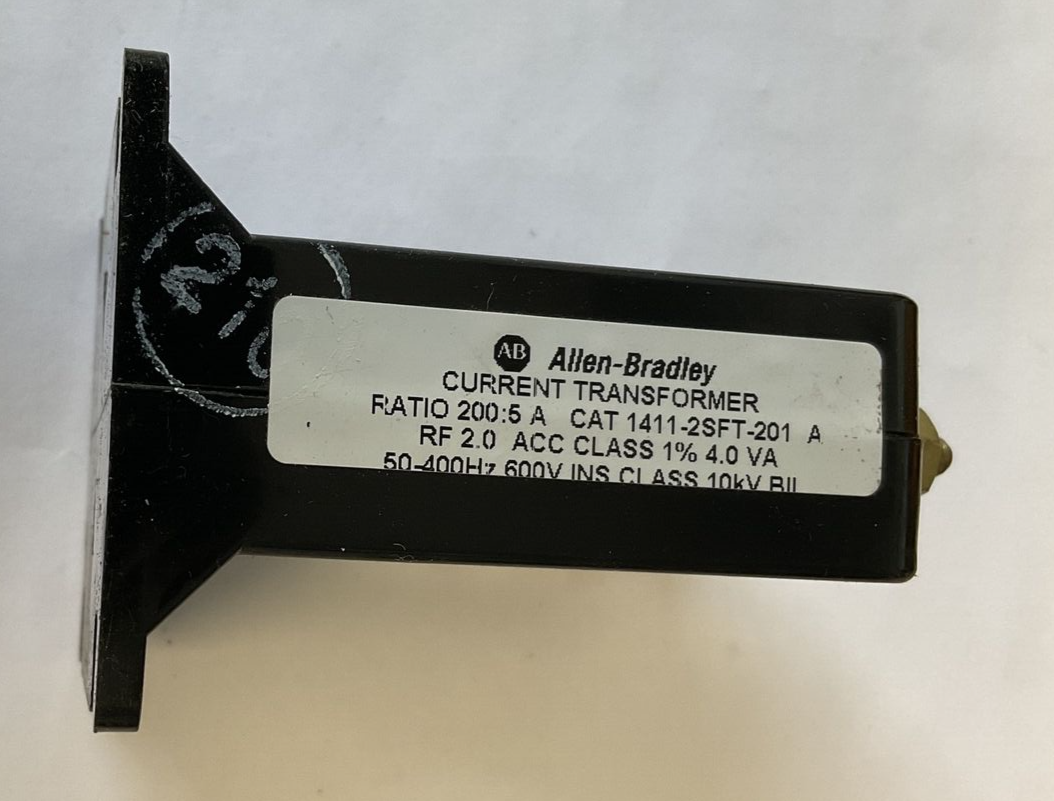 AB Allen-Bradley
CURRENT TRANSFORMER
RATIO 200:5 A CAT 1411-2SFT-201 A
RF 2.0 ACC CLASS 1% 4.0 VA
50-400Hz 600V INS CLASS 10kV BIL